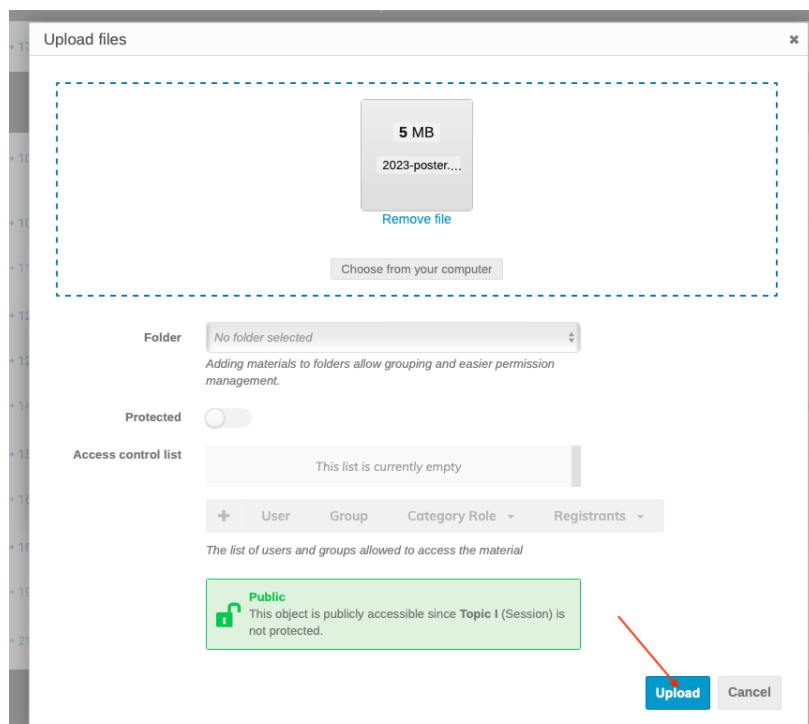 Upload files
5 MB
2023-poster....
Remove file
Choose from your computer
Folder
No folder selected
Adding materials to folders allow grouping and easier permission
management.
Protected
Access control list
This list is currently empty
+ User Group Category Role Registrants
The list of users and groups allowed to access the material
Public
This object is publicly accessible since Topic I (Session) is
not protected.
Upload Cancel